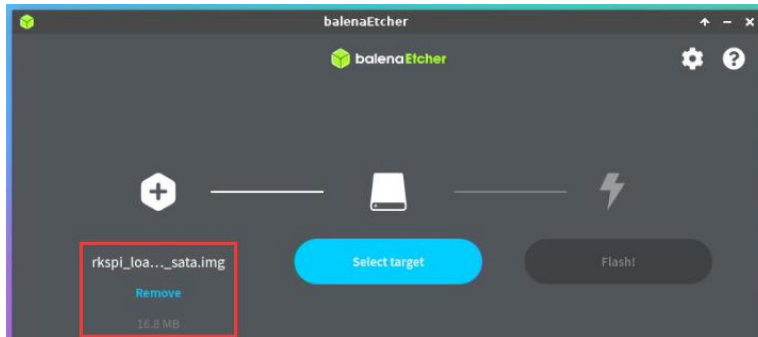 balenaEtcher
balenaEtcher
rkspi_loa..._sata.img
Select target
Flash!
Remove
16.8 MB